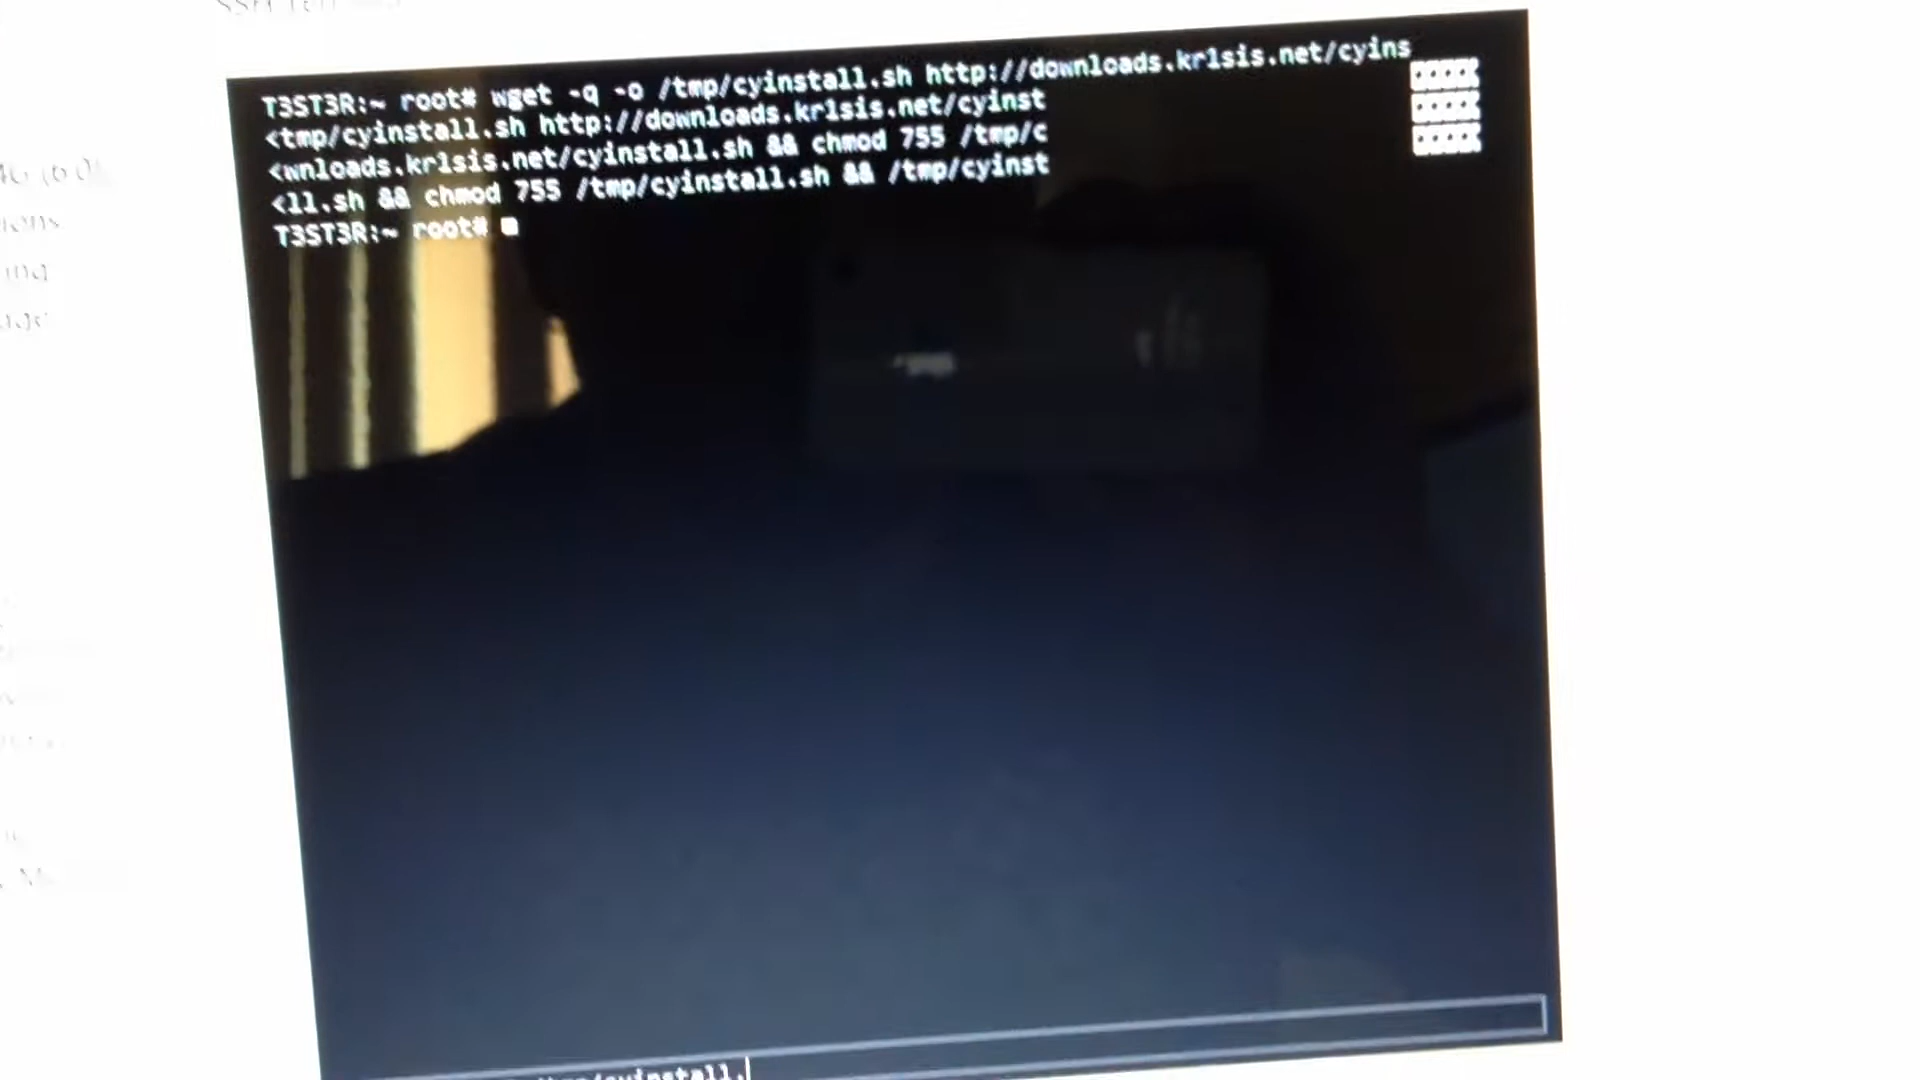 T3ST3R:~ root# wget -q -o /tmp/cyinstall.sh http://downloads.kr1sis.net/cyins
<tmp/cyinstall.sh http://downloads.kr1sis.net/cyinst
<wnloads.kr1sis.net/cyinstall.sh && chmod 755 /tmp/c
<ll.sh && chmod 755 /tmp/cyinstall.sh && /tmp/cyinst
T3ST3R:~ root#
/cyinstall.